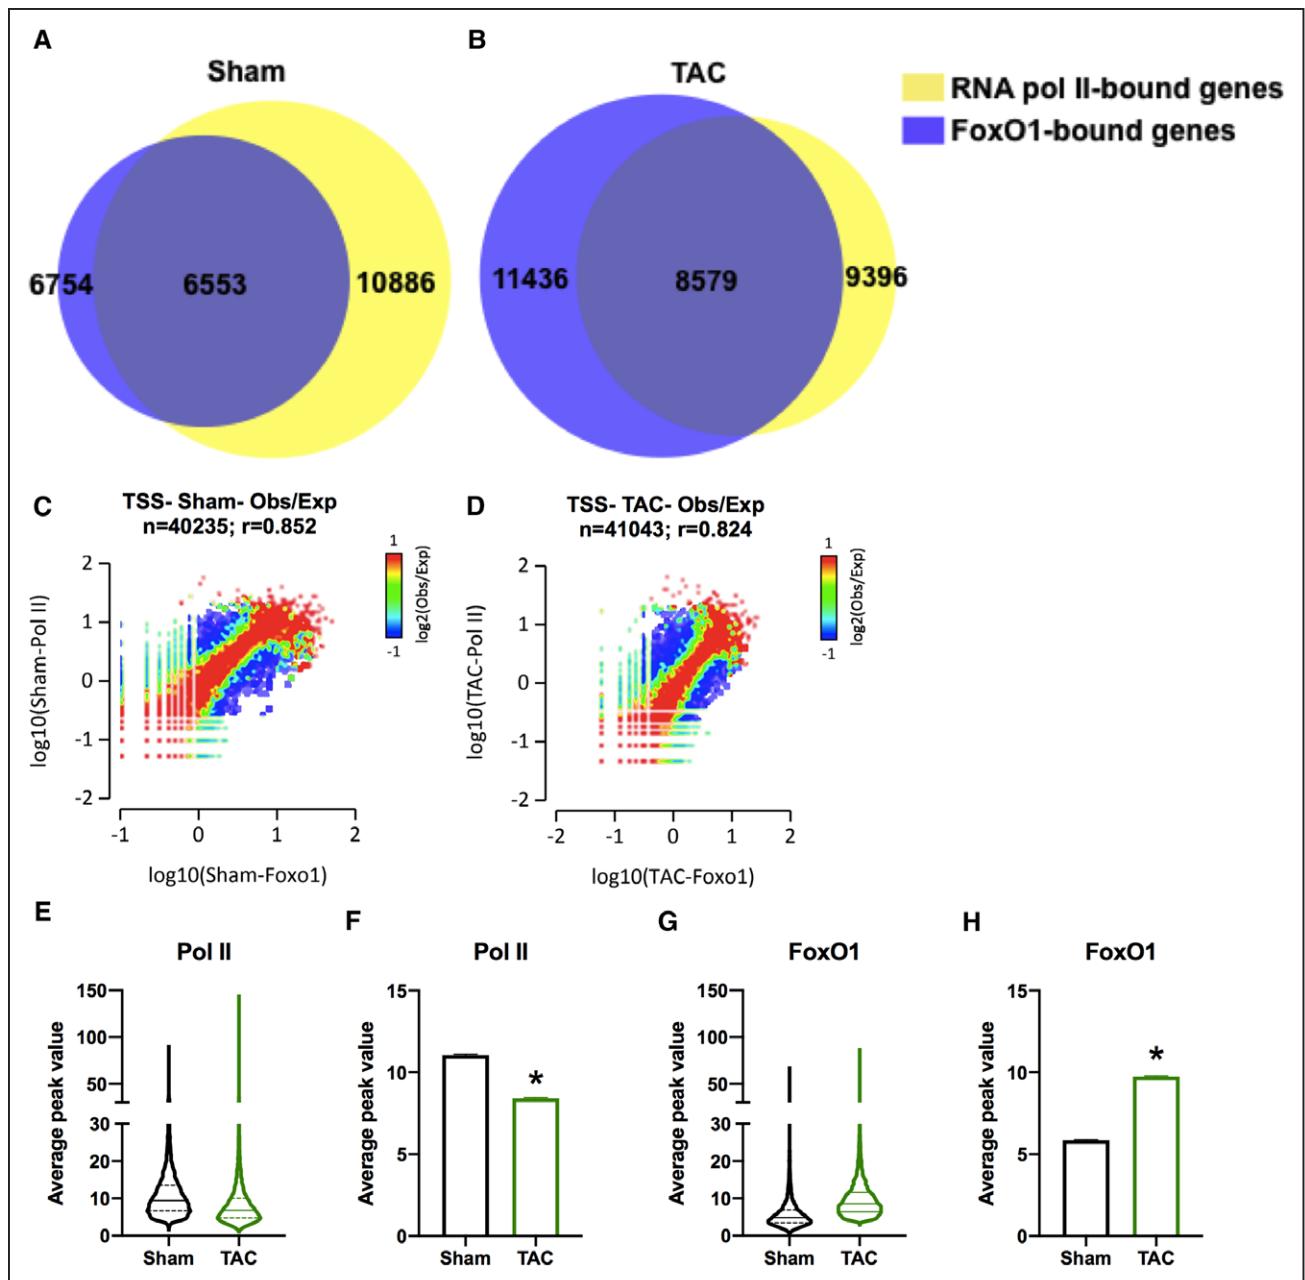 A
B
Sham
TAC
RNA pol II-bound genes
FoxO1-bound genes
6754
6553
10886
11436
8579
9396
C
TSS- Sham- Obs/Exp
n=40235; r=0.852
D
TSS- TAC- Obs/Exp
n=41043; r=0.824
log10(Sham-Pol II)
2
1
0
-1
-2
-1
0
1
2
log10(Sham-Foxo1)
1
-1
log2(Obs/Exp)
log10(TAC-Pol II)
2
1
0
-1
-2
-2
-1
0
1
2
log10(TAC-Foxo1)
1
-1
log2(Obs/Exp)
E
Pol II
Average peak value
150
100
50
30
20
10
0
Sham
TAC
F
Pol II
Average peak value
15
10
5
0
*
Sham
TAC
G
FoxO1
Average peak value
150
100
50
30
20
10
0
Sham
TAC
H
FoxO1
Average peak value
15
10
5
0
*
Sham
TAC